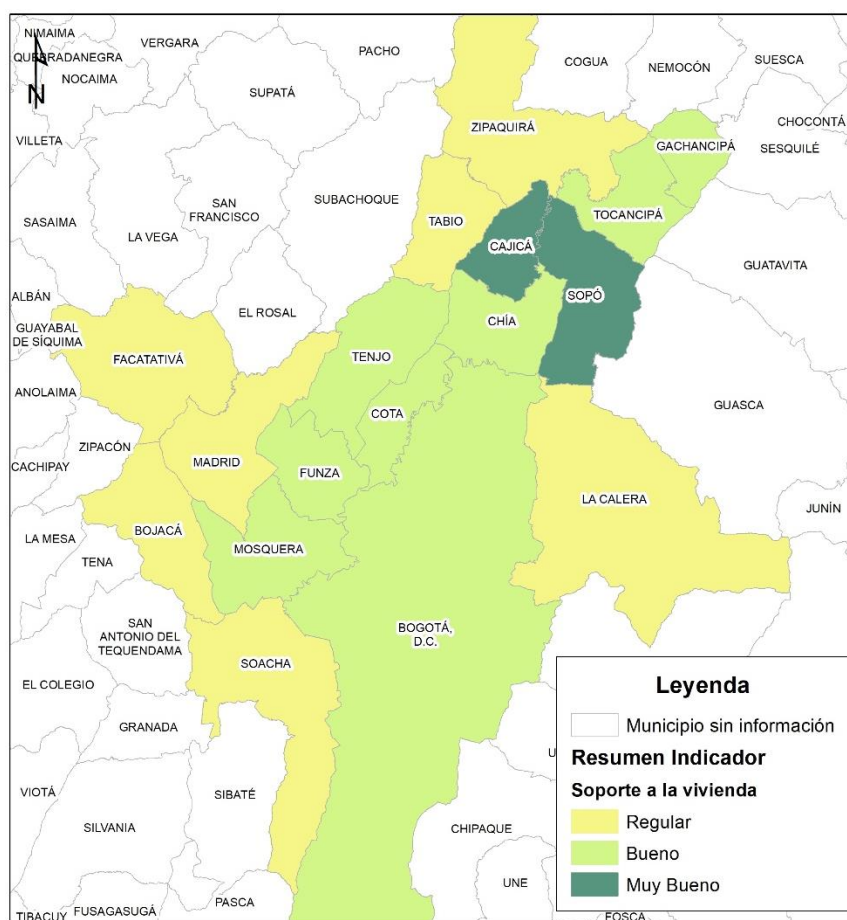 NIMAIMA
VERGARA
PACHO
COGUA
NEMOCÓN
SUESCA
QUEBRADANEGRA
NOCAIMA
SUPATÁ
N
CHOCONTÁ
ZIPAQUIRÁ
GACHANCIPÁ
SESQUILÉ
VILLETA
SAN
FRANCISCO
SUBACHOQUE
TABIO
TOCANCIPÁ
SASAIMA
LA VEGA
CAJICÁ
GUATAVITA
ALBÁN
SOPÓ
EL ROSAL
CHÍA
GUAYABAL
DE SÍQUIMA
FACATATIVÁ
TENJO
ANOLAIMA
COTA
GUASCA
ZIPACÓN
MADRID
CACHIPAY
FUNZA
LA CALERA
JUNÍN
BOJACÁ
LA MESA
MOSQUERA
TENA
SAN
ANTONIO DEL
TEQUENDAMA
BOGOTÁ,
D.C.
SOACHA
EL COLEGIO
GRANADA
VIOTÁ
SIBATÉ
SILVANIA
CHIPAQUE
UNE
PASCA
TIBACUY
FUSAGASUGÁ
FOSCA
Leyenda
Municipio sin información
Resumen Indicador
Soporte a la vivienda
Regular
Bueno
Muy Bueno